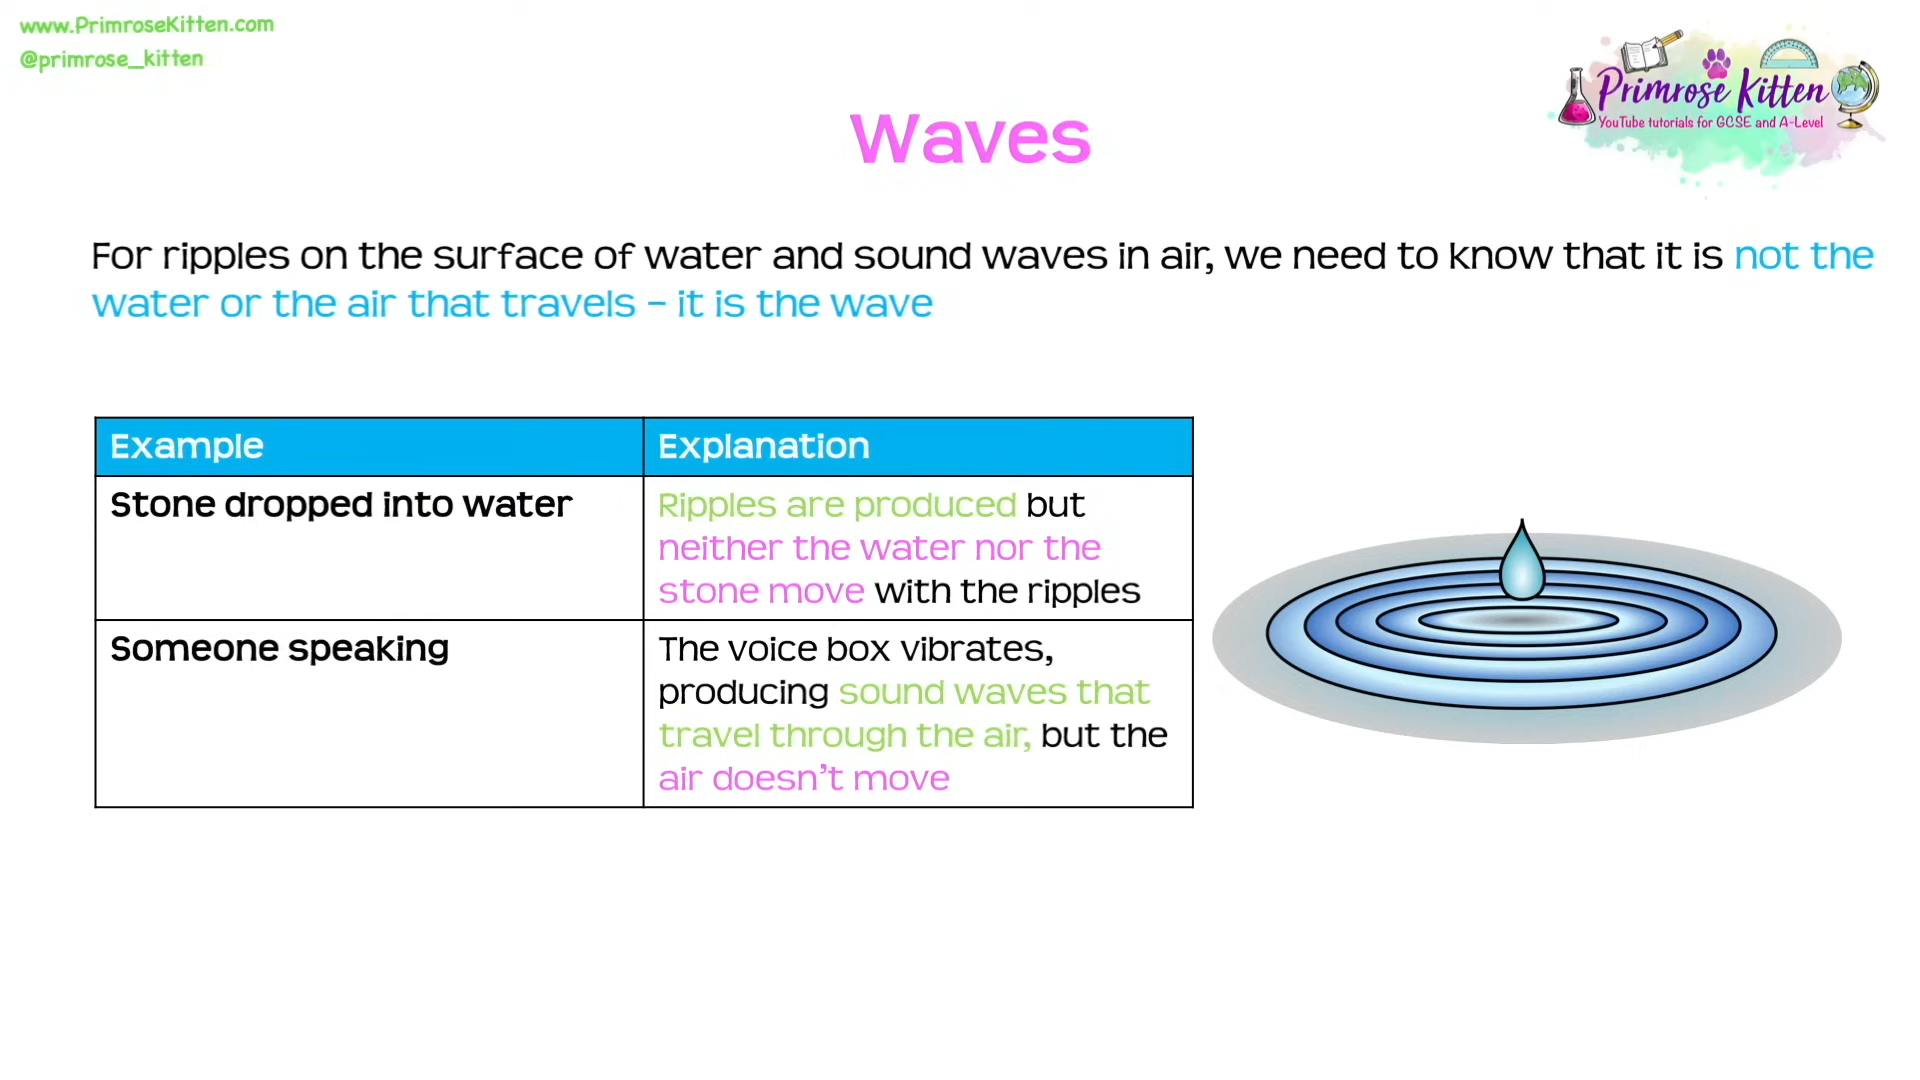 www.PrimroseKitten.com
@primrose_kitten
Primrose Kitten
YouTube tutorials for GCSE and A-Level
Waves
For ripples on the surface of water and sound waves in air, we need to know that it is not the
water or the air that travels – it is the wave
Example
Explanation
Stone dropped into water
Ripples are produced but
neither the water nor the
stone move with the ripples
Someone speaking
The voice box vibrates,
producing sound waves that
travel through the air, but the
air doesn’t move